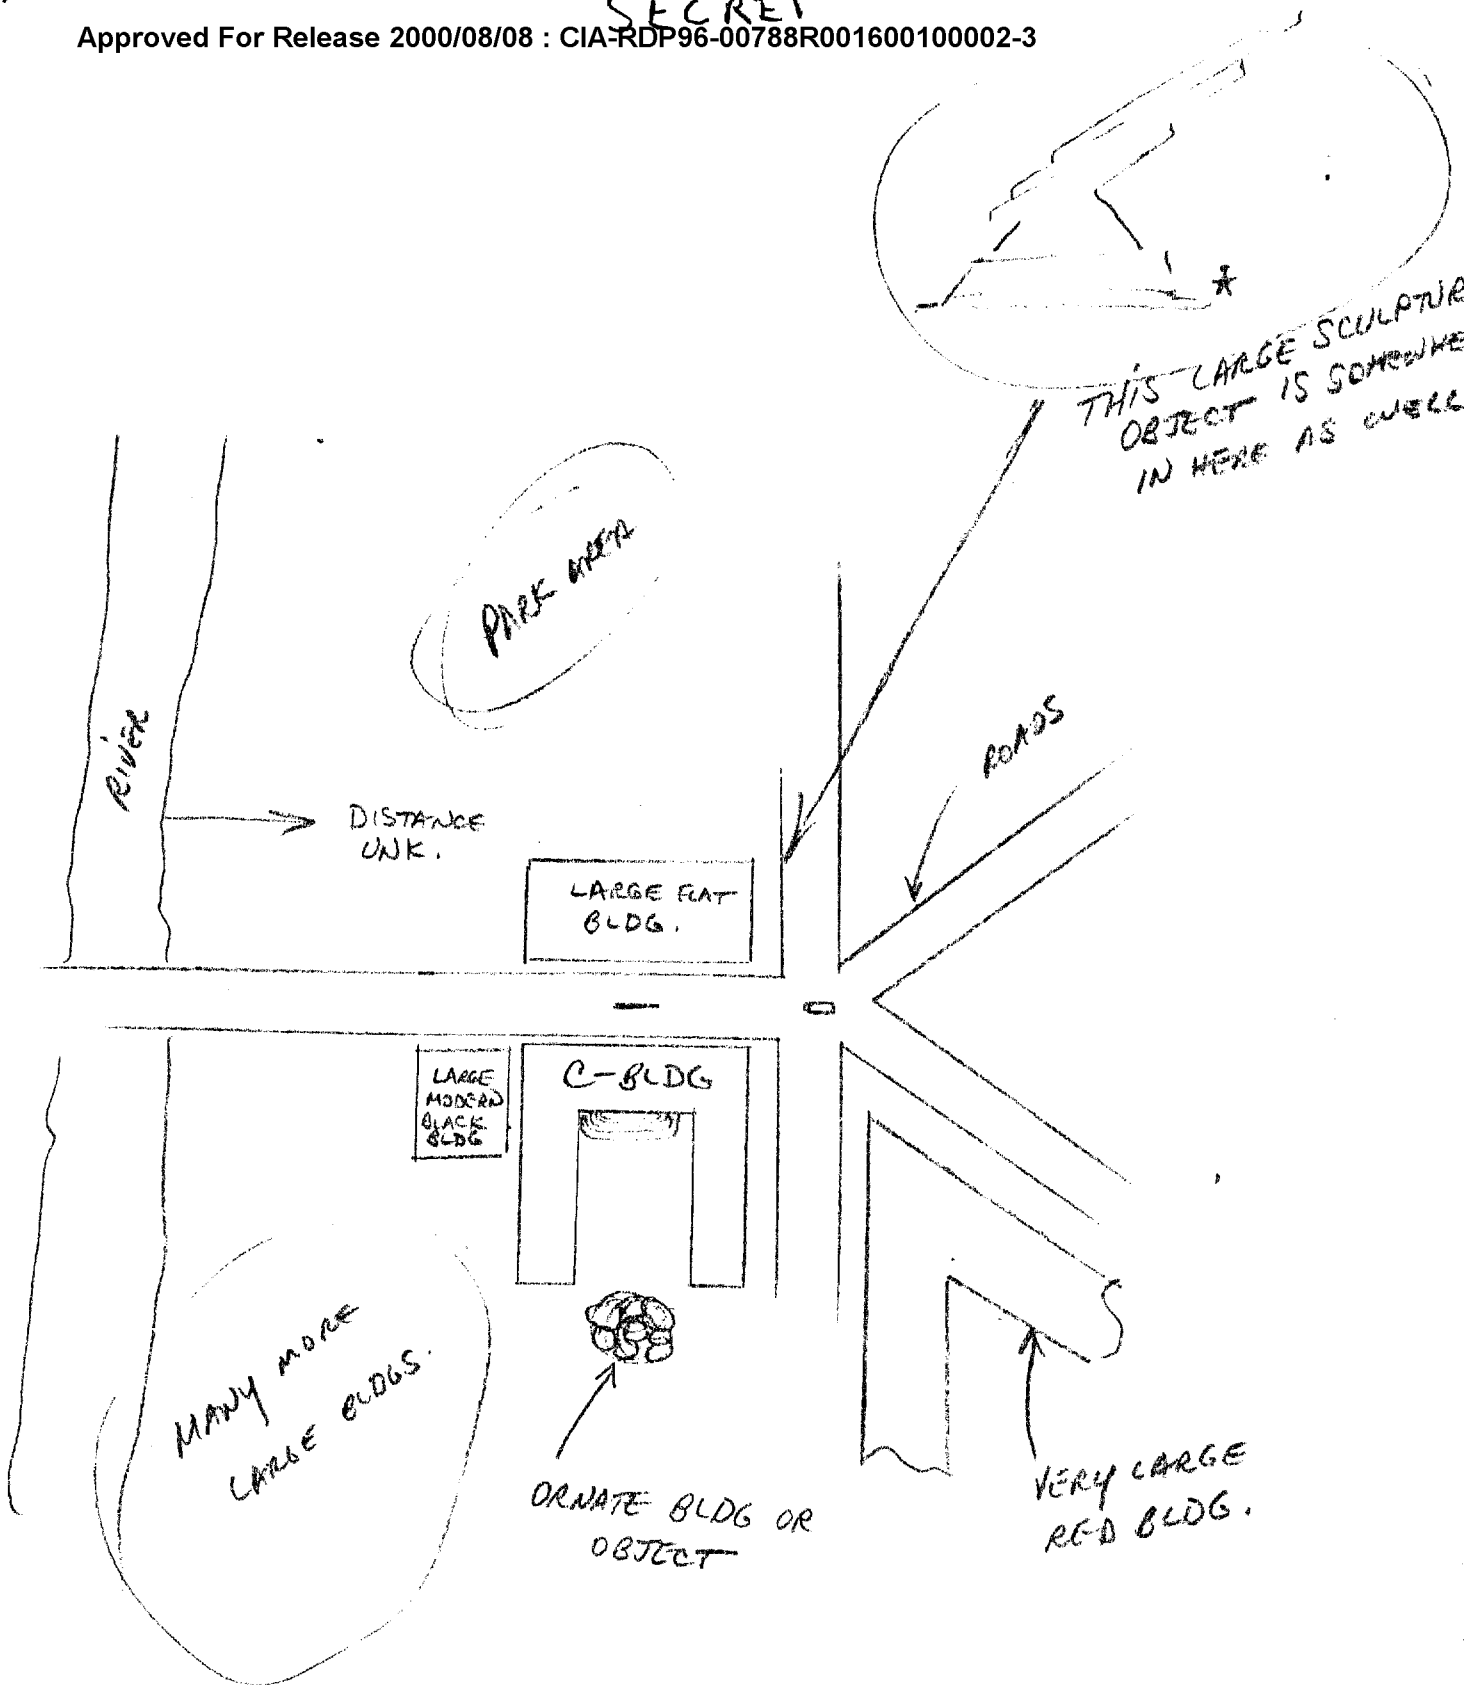 SECRET
Approved For Release 2000/08/08 : CIA-RDP96-00788R001600100002-3
THIS LARGE SCULPTUR
OBJECT IS SOMEWHE
IN HERE AS WELL
PARK AREA
RIVER
ROADS
DISTANCE
UNK.
LARGE FLAT
BLDG.
LARGE
MODERN
BLACK
BLDG
C-BLDG
MANY MORE
LARGE BLDGS.
ORNATE BLDG OR
OBJECT
VERY LARGE
RED BLDG.